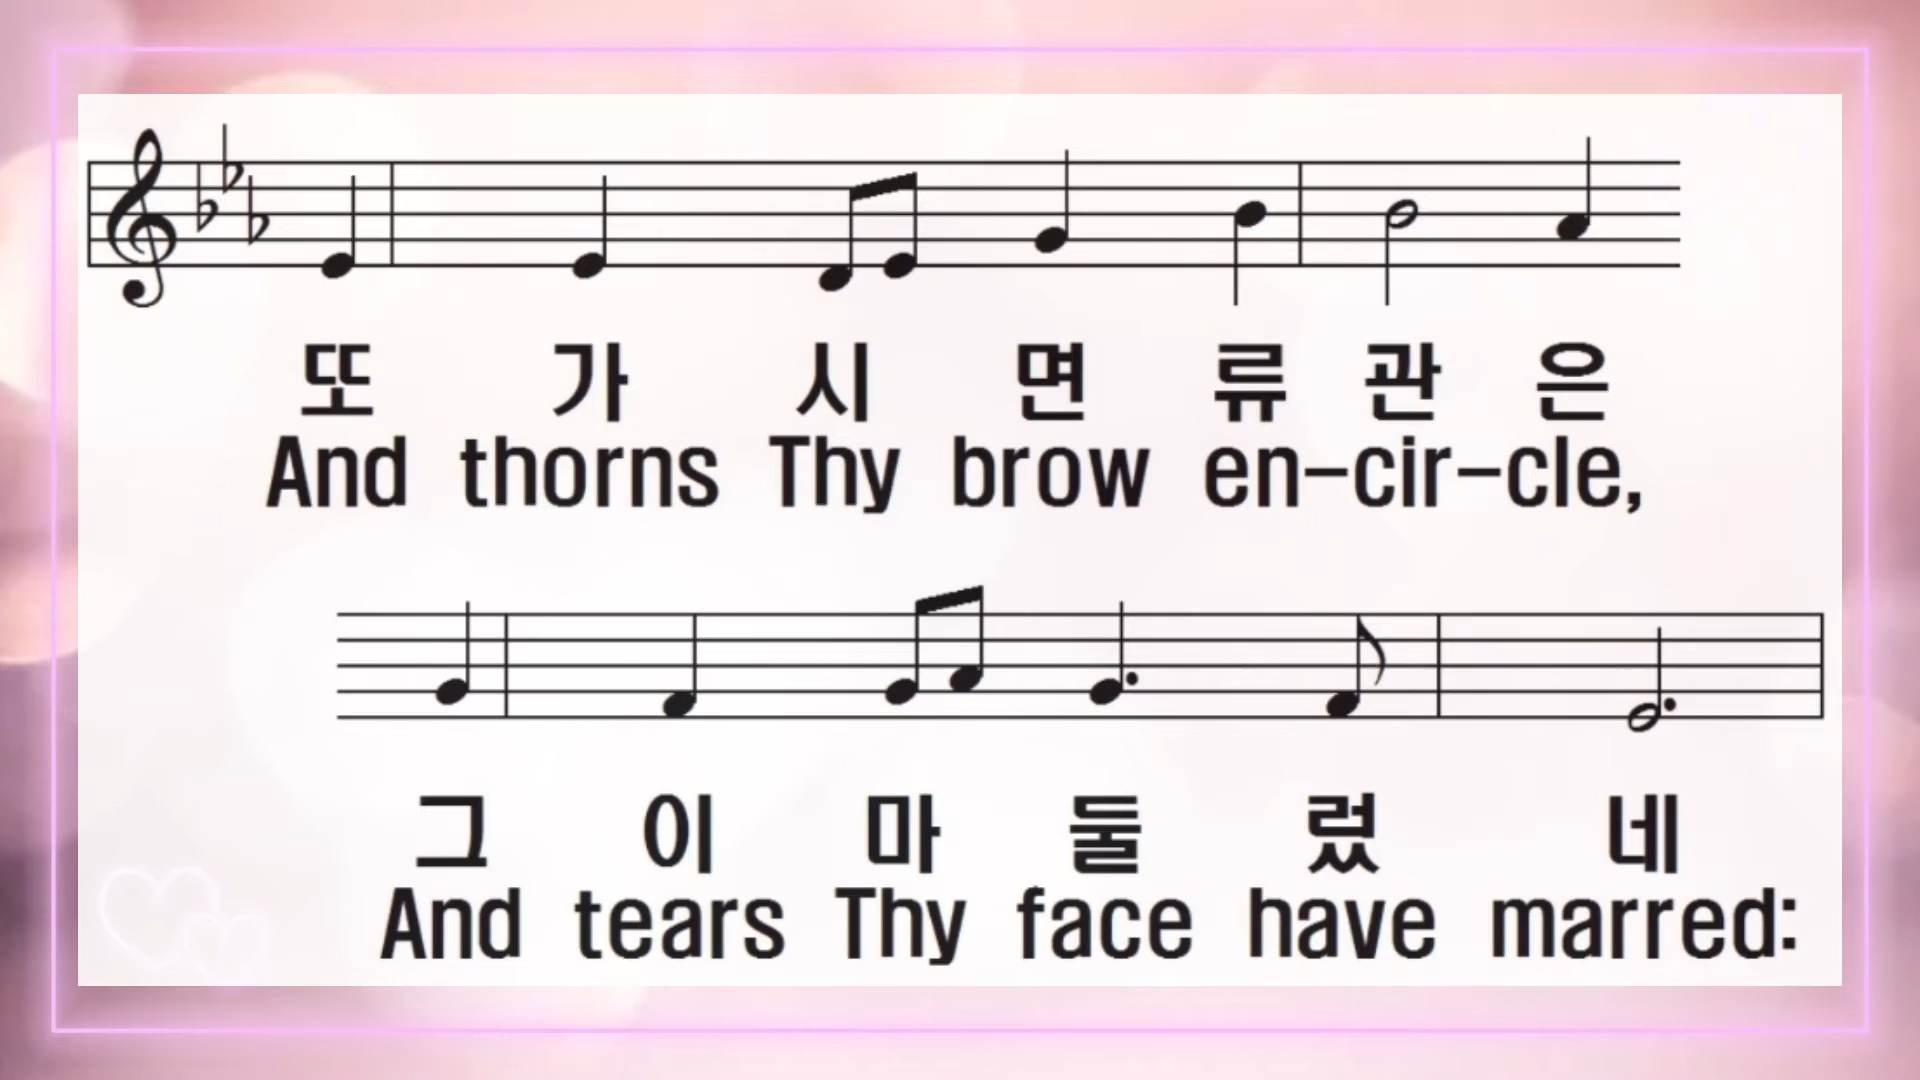 또 가 시 면 류 관 은
And thorns Thy brow en-cir-cle,
그 이 마 둘 렀 네
And tears Thy face have marred: